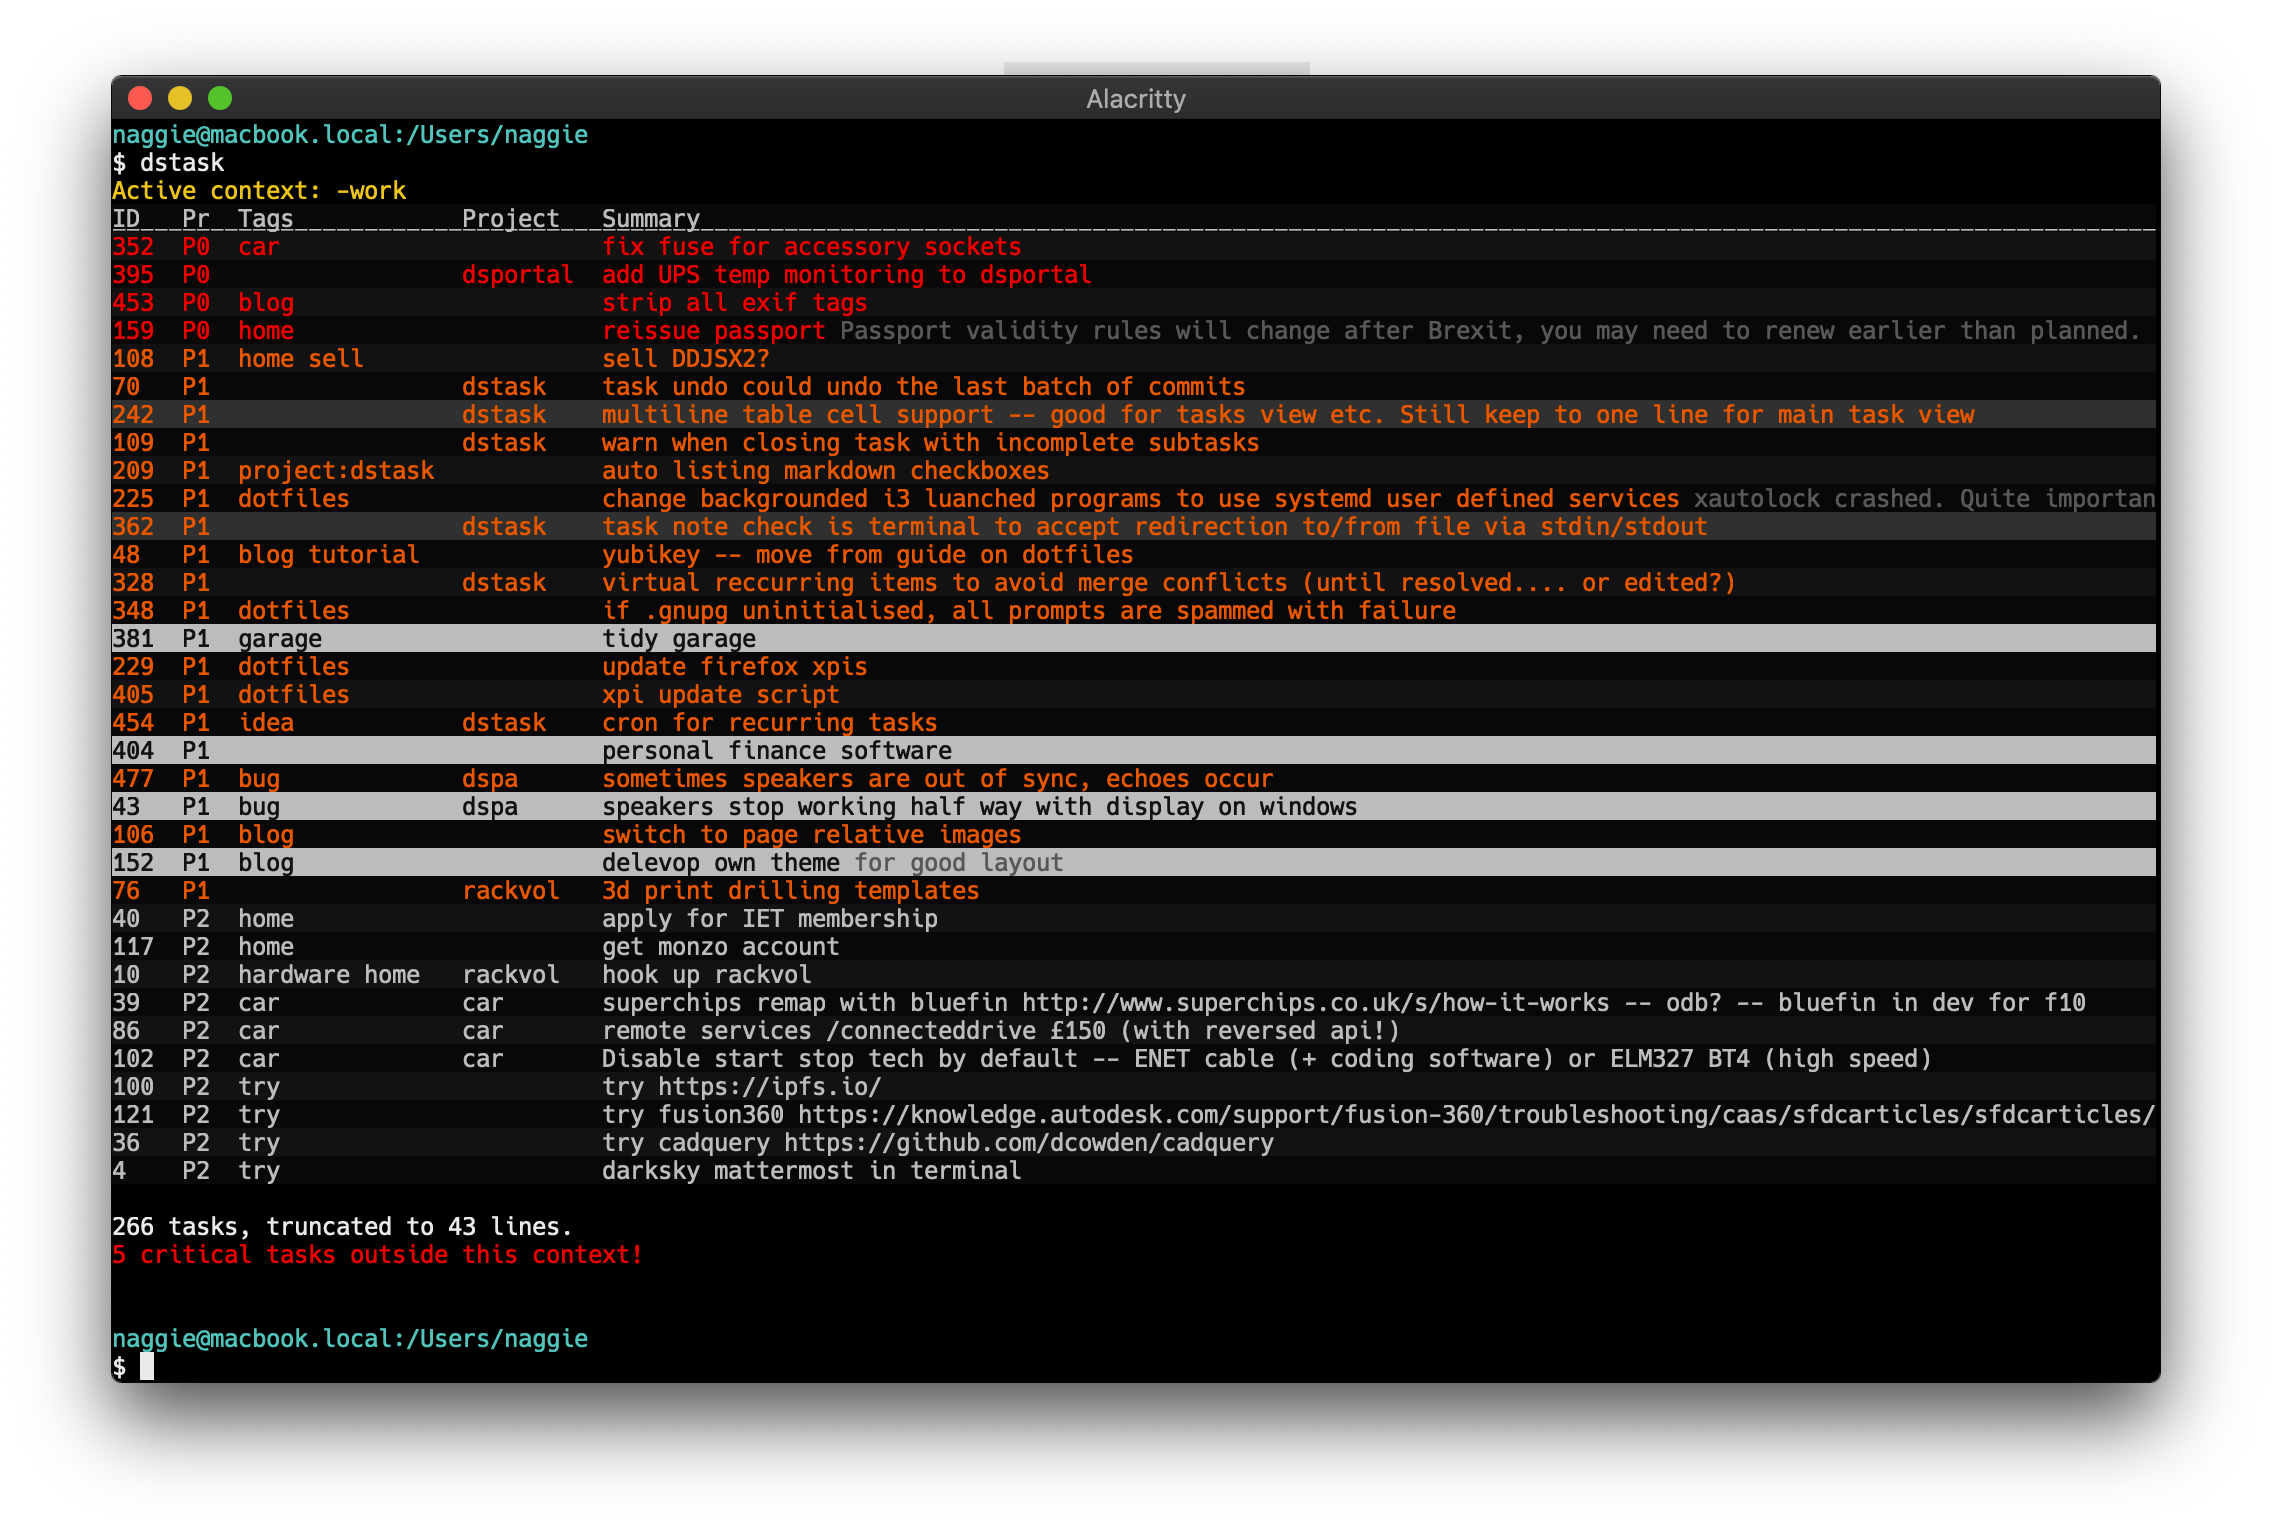 Alacritty
naggie@macbook.local:/Users/naggie
$ dstask
Active context: -work
ID Pr Tags Project Summary
352 P0 car fix fuse for accessory sockets
395 P0 dsportal add UPS temp monitoring to dsportal
453 P0 blog strip all exif tags
159 P0 home reissue passport Passport validity rules will change after Brexit, you may need to renew earlier than planned.
108 P1 home sell sell DDJSX2?
70 P1 dstask task undo could undo the last batch of commits
242 P1 dstask multiline table cell support -- good for tasks view etc. Still keep to one line for main task view
109 P1 dstask warn when closing task with incomplete subtasks
209 P1 project:dstask auto listing markdown checkboxes
225 P1 dotfiles change backgrounded i3 luanched programs to use systemd user defined services xautolock crashed. Quite importan
362 P1 dstask task note check is terminal to accept redirection to/from file via stdin/stdout
48 P1 blog tutorial yubikey -- move from guide on dotfiles
328 P1 dstask virtual reccurring items to avoid merge conflicts (until resolved.... or edited?)
348 P1 dotfiles if .gnupg uninitialised, all prompts are spammed with failure
381 P1 garage tidy garage
229 P1 dotfiles update firefox xpis
405 P1 dotfiles xpi update script
454 P1 idea dstask cron for recurring tasks
404 P1 personal finance software
477 P1 bug dspa sometimes speakers are out of sync, echoes occur
43 P1 bug dspa speakers stop working half way with display on windows
106 P1 blog switch to page relative images
152 P1 blog delevop own theme for good layout
76 P1 rackvol 3d print drilling templates
40 P2 home apply for IET membership
117 P2 home get monzo account
10 P2 hardware home rackvol hook up rackvol
39 P2 car car superchips remap with bluefin http://www.superchips.co.uk/s/how-it-works -- odb? -- bluefin in dev for f10
86 P2 car car remote services /connecteddrive £150 (with reversed api!)
102 P2 car car Disable start stop tech by default -- ENET cable (+ coding software) or ELM327 BT4 (high speed)
100 P2 try try https://ipfs.io/
121 P2 try try fusion360 https://knowledge.autodesk.com/support/fusion-360/troubleshooting/caas/sfdcarticles/sfdcarticles/
36 P2 try try cadquery https://github.com/dcowden/cadquery
4 P2 try darksky mattermost in terminal
266 tasks, truncated to 43 lines.
5 critical tasks outside this context!
naggie@macbook.local:/Users/naggie
$